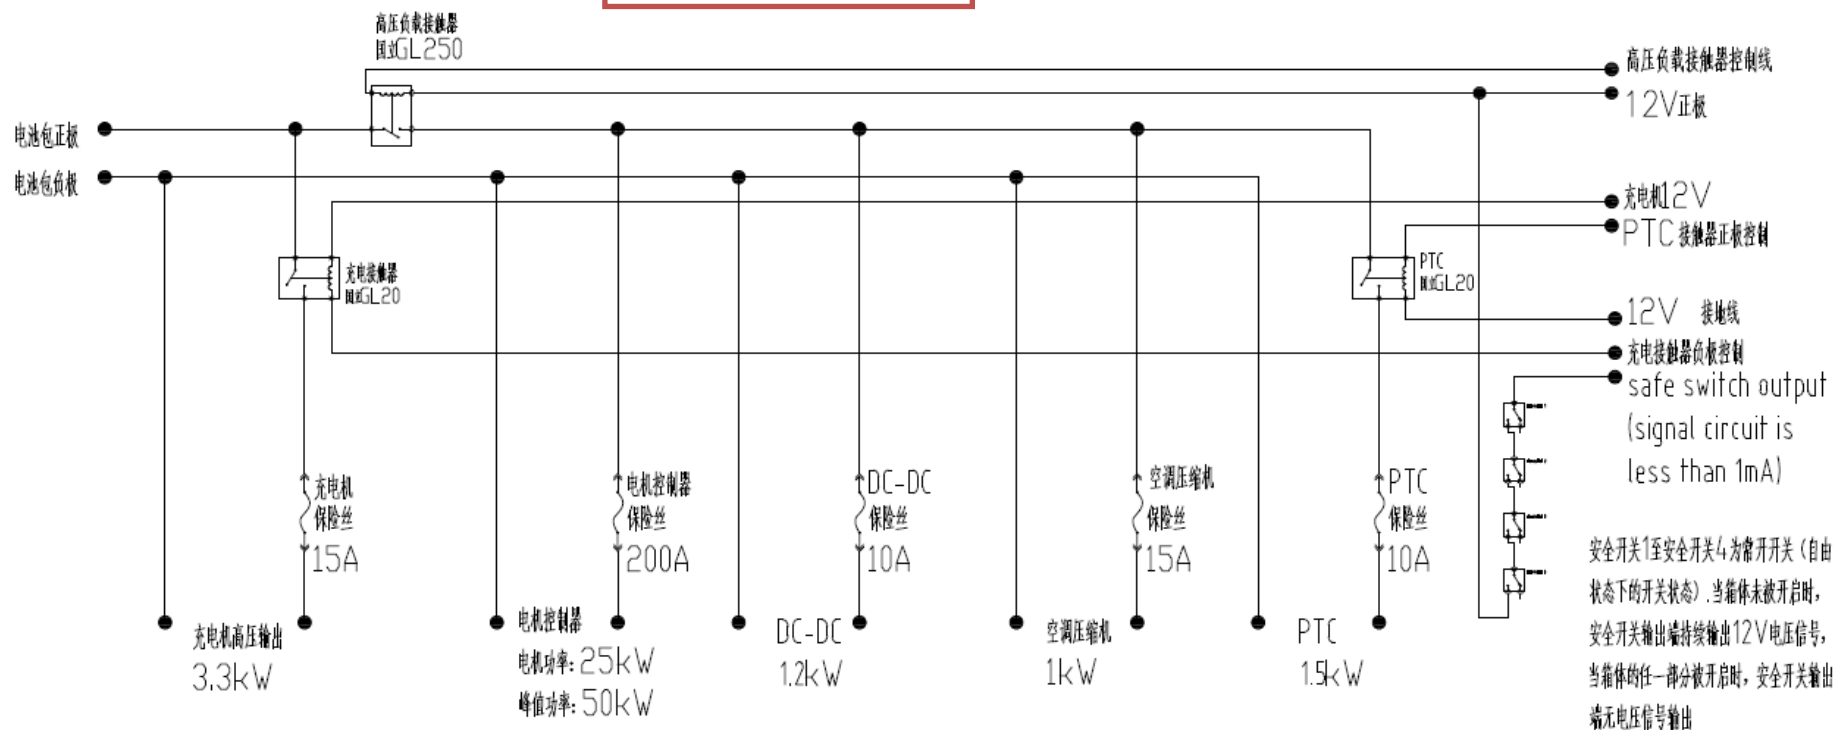 高压负载接触器
国立GL250
高压负载接触器控制线
12V正极
电池包正极
电池包负极
充电机12V
PTC 接触器正极控制
充电接触器
国立GL20
PTC
国立GL20
12V 接地线
充电接触器负极控制
safe switch output
(signal circuit is
less than 1mA)
充电机
保险丝
15A
电机控制器
保险丝
200A
DC-DC
保险丝
10A
空调压缩机
保险丝
15A
PTC
保险丝
10A
充电机高压输出
3.3kW
电机控制器
电机功率: 25kW
峰值功率: 50kW
DC-DC
1.2kW
空调压缩机
1kW
PTC
1.5kW
安全开关1至安全开关4为常开开关（自由
状态下的开关状态）.当箱体未被开启时，
安全开关输出端持续输出12V电压信号，
当箱体的任一部分被开启时，安全开关输出
端无电压信号输出